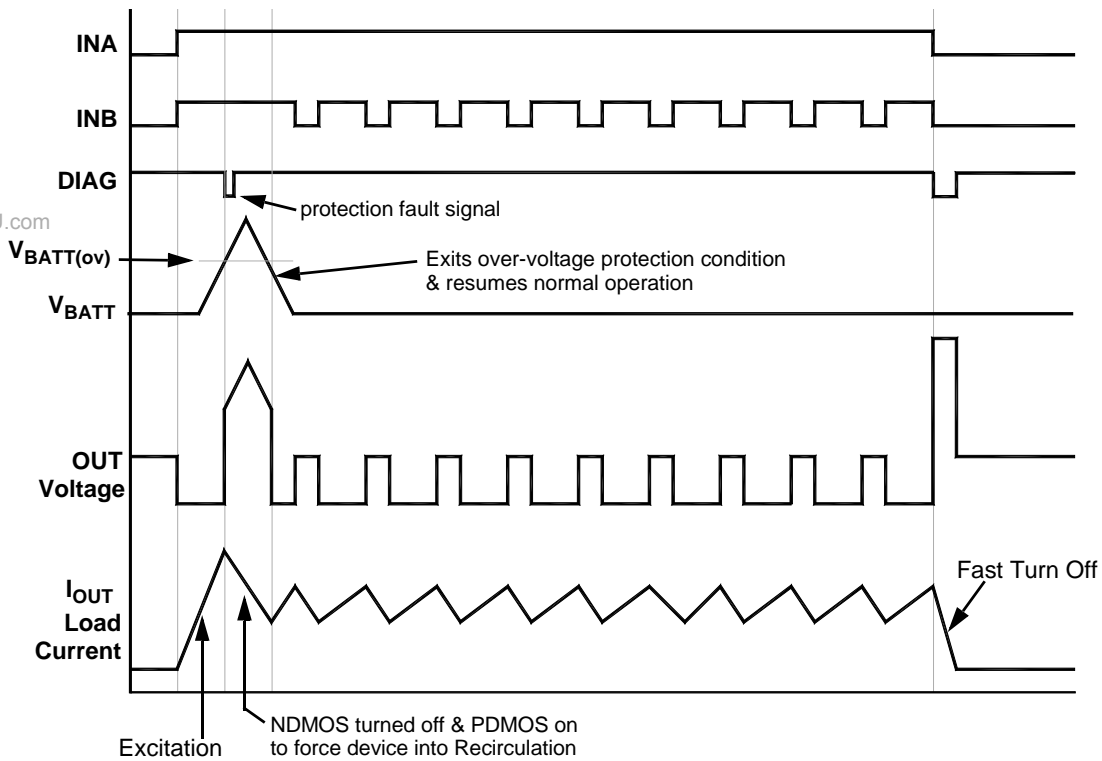 INA
INB
DIAG
protection fault signal
J.com
VBATT(ov)
Exits over-voltage protection condition
& resumes normal operation
VBATT
OUT
Voltage
IOUT
Load
Current
Fast Turn Off
Excitation
NDMOS turned off & PDMOS on
to force device into Recirculation